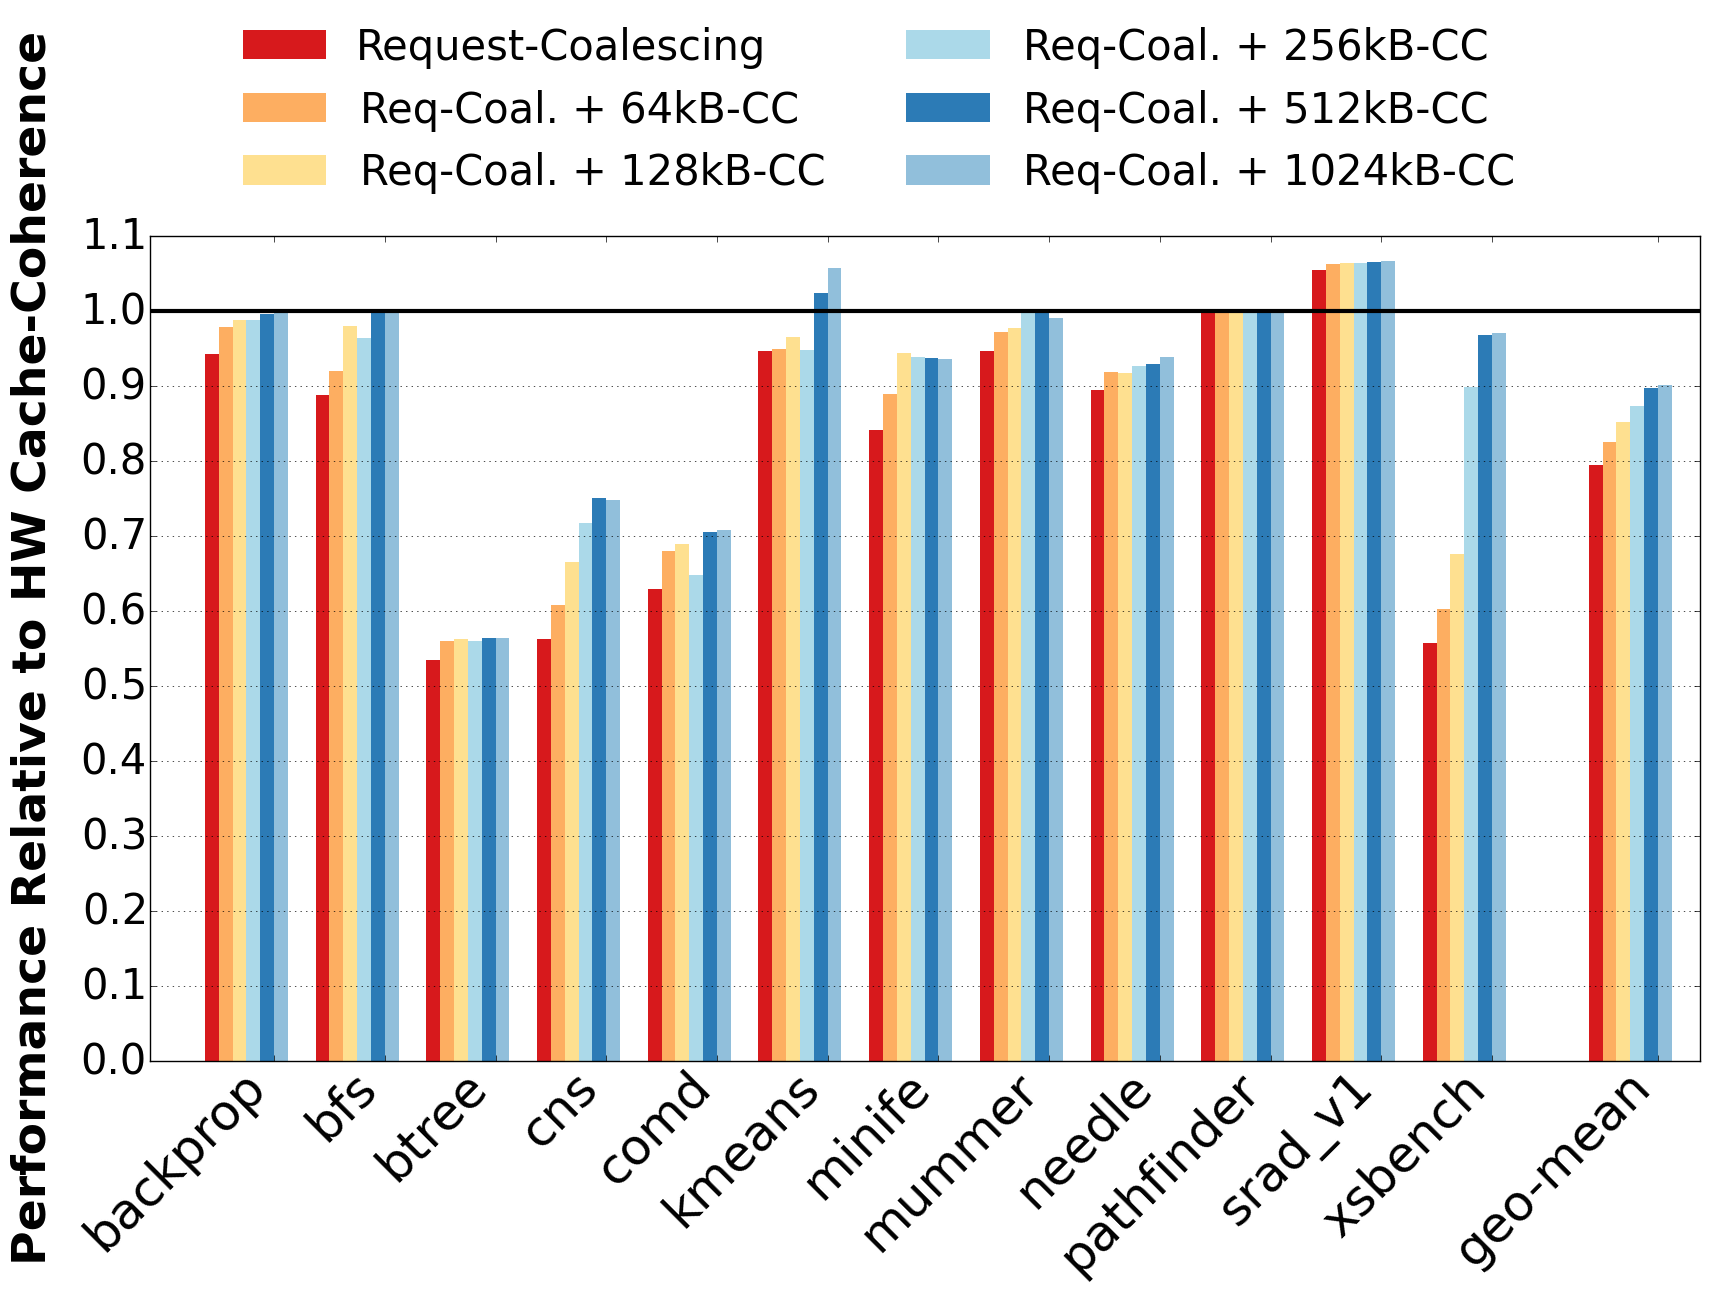 Request-Coalescing
Req-Coal. + 64kB-CC
Req-Coal. + 128kB-CC
Req-Coal. + 256kB-CC
Req-Coal. + 512kB-CC
Req-Coal. + 1024kB-CC
Performance Relative to HW Cache-Coherence
1.1
1.0
0.9
0.8
0.7
0.6
0.5
0.4
0.3
0.2
0.1
0.0
backprop
bfs
btree
cns
comd
kmeans
minife
mummer
needle
pathfinder
srad_v1
xsbench
geo-mean